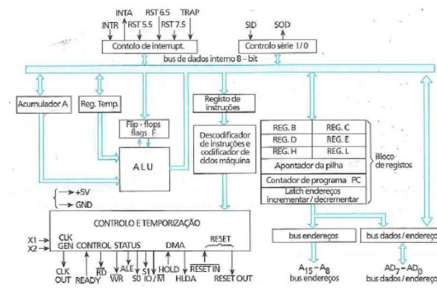 INTA RST 6.5 TRAP
INTR RST 5.5 RST 7.5
SID SOD
Contolo de interrupt.
Controlo série I/0
bus de dados interno 8 - bit
Acumulador A
Reg. Temp.
Flip - flops
flags F.
ALU
Registo de
instruções
Descodificador
de instruções e
codificador de
ciclos máquina
REG. B REG. C
REG. D REG. E
REG. H REG. L
Apontador da pilha
Contador de programa PC
Latch endereços
incrementar / decrementar
Bloco
de registos
+5V
GND
CONTROLO E TEMPORIZAÇÃO
X1
X2
CLK
GEN CONTROL STATUS DMA RESET
CLK
OUT
READY
RD
WR
ALE
S0
S1
IO/M
HOLD
HLDA
RESET IN
RESET OUT
bus endereços
bus dados/endereço
A15-A8
AD7-AD0
bus endereços
bus dados / endereço